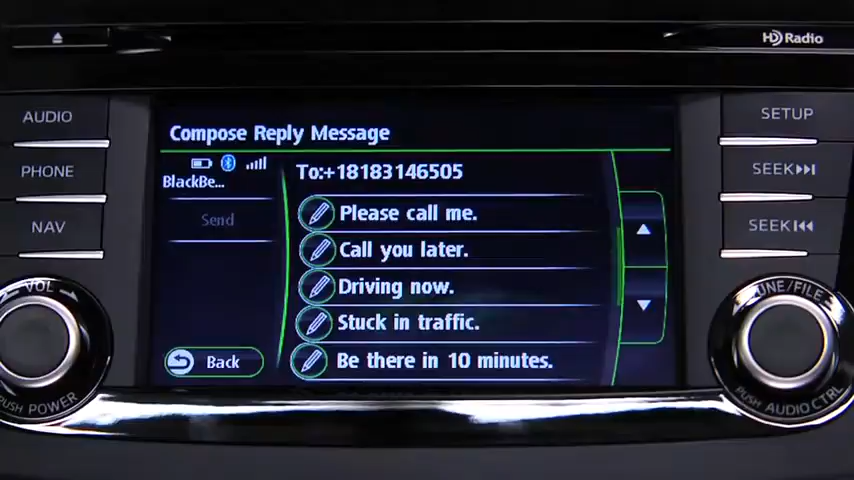 HD Radio
AUDIO
SETUP
PHONE
SEEK
NAV
SEEK
Compose Reply Message
BlackBe...
To:+18183146505
Send
Please call me.
Call you later.
Driving now.
Stuck in traffic.
Be there in 10 minutes.
Back
VOL
PUSH POWER
TUNE/FILE
PUSH AUDIO CTRL